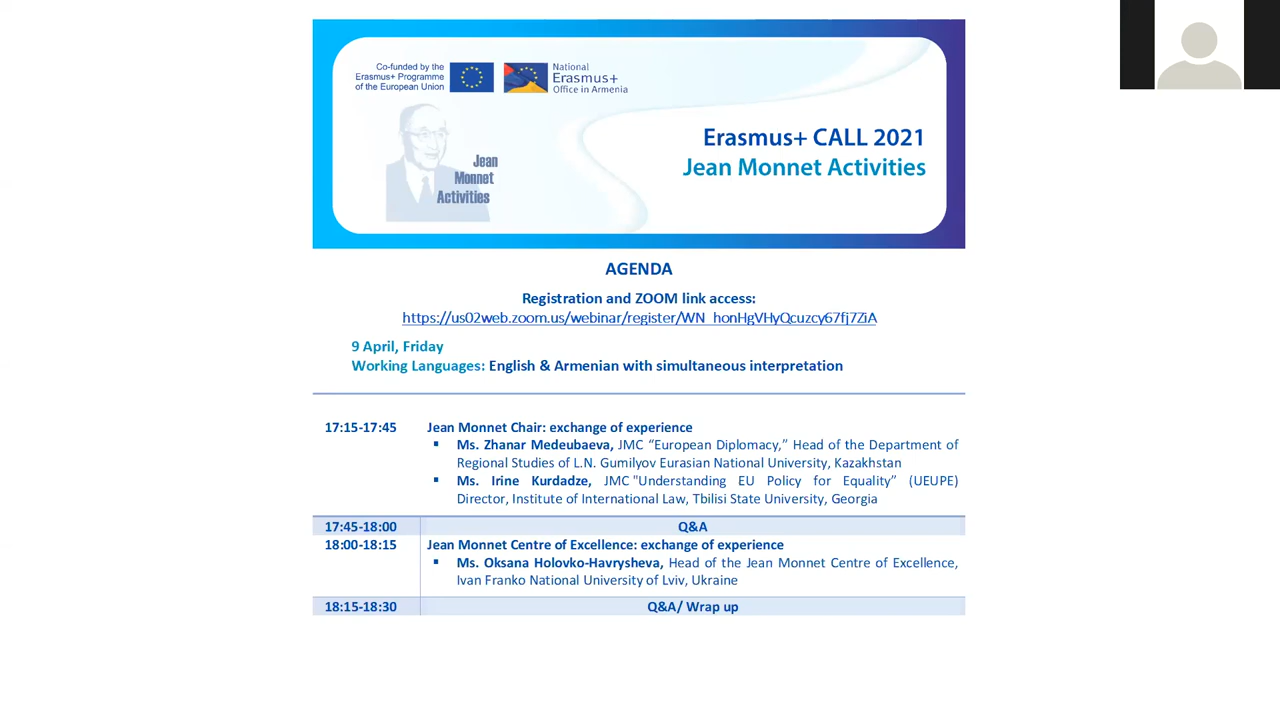 Co-funded by the
Erasmus+ Programme
of the European Union
National
Erasmus+
Office in Armenia
Jean
Monnet
Activities
Erasmus+ CALL 2021
Jean Monnet Activities
AGENDA
Registration and ZOOM link access:
https://us02web.zoom.us/webinar/register/WN_honHgVHyQcuzcy67fj7ZiA
9 April, Friday
Working Languages: English & Armenian with simultaneous interpretation
17:15-17:45 Jean Monnet Chair: exchange of experience
▪ Ms. Zhanar Medeubaeva, JMC “European Diplomacy,” Head of the Department of
Regional Studies of L.N. Gumilyov Eurasian National University, Kazakhstan
▪ Ms. Irine Kurdadze, JMC "Understanding EU Policy for Equality” (UEUPE)
Director, Institute of International Law, Tbilisi State University, Georgia
17:45-18:00 Q&A
18:00-18:15 Jean Monnet Centre of Excellence: exchange of experience
▪ Ms. Oksana Holovko-Havrysheva, Head of the Jean Monnet Centre of Excellence,
Ivan Franko National University of Lviv, Ukraine
18:15-18:30 Q&A/ Wrap up